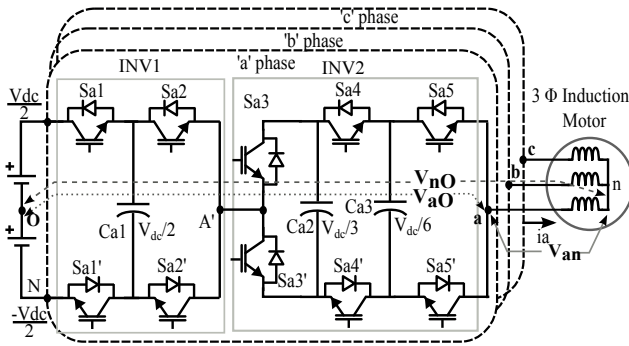 'c' phase
'b' phase
'a' phase
INV1
INV2
Vdc
2
Sa1
Sa2
Sa3
Sa4
Sa5
3 Φ Induction
Motor
c
b
n
VnO
VaO
O
Ca1
Vdc/2
A'
Ca2
Vdc/3
Ca3
Vdc/6
a
ia
Van
N
Sa1'
Sa2'
Sa3'
Sa4'
Sa5'
-Vdc
2
+
+